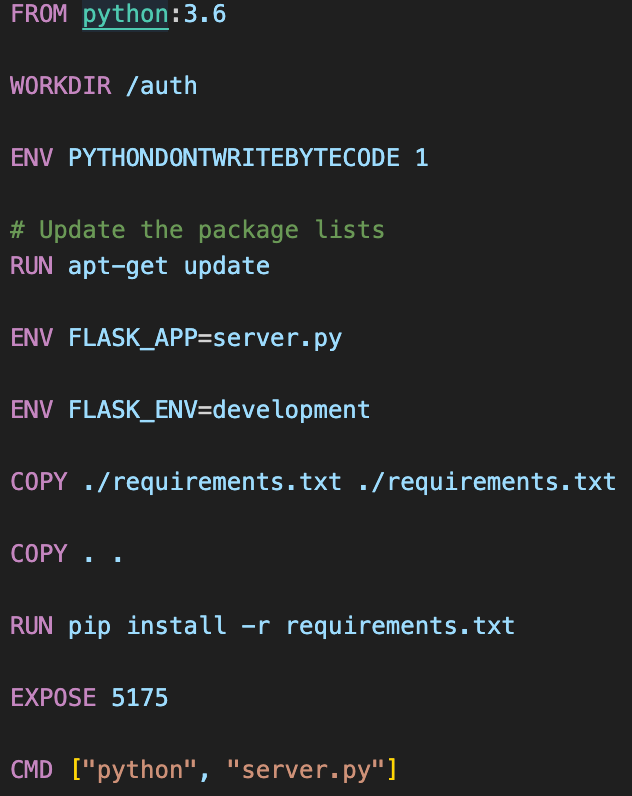 FROM python:3.6
WORKDIR /auth
ENV PYTHONDONTWRITEBYTECODE 1
# Update the package lists
RUN apt-get update
ENV FLASK_APP=server.py
ENV FLASK_ENV=development
COPY ./requirements.txt ./requirements.txt
COPY . .
RUN pip install -r requirements.txt
EXPOSE 5175
CMD ["python", "server.py"]